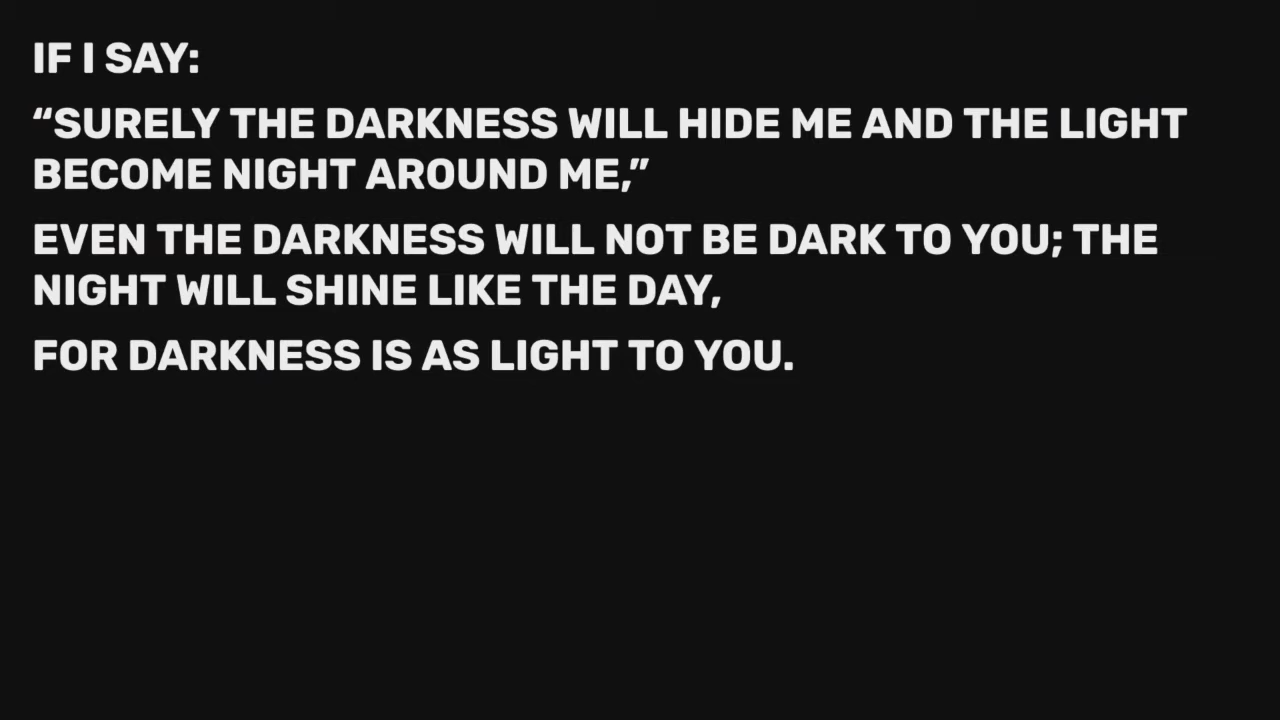 IF I SAY:
“SURELY THE DARKNESS WILL HIDE ME AND THE LIGHT
BECOME NIGHT AROUND ME,”
EVEN THE DARKNESS WILL NOT BE DARK TO YOU; THE
NIGHT WILL SHINE LIKE THE DAY,
FOR DARKNESS IS AS LIGHT TO YOU.